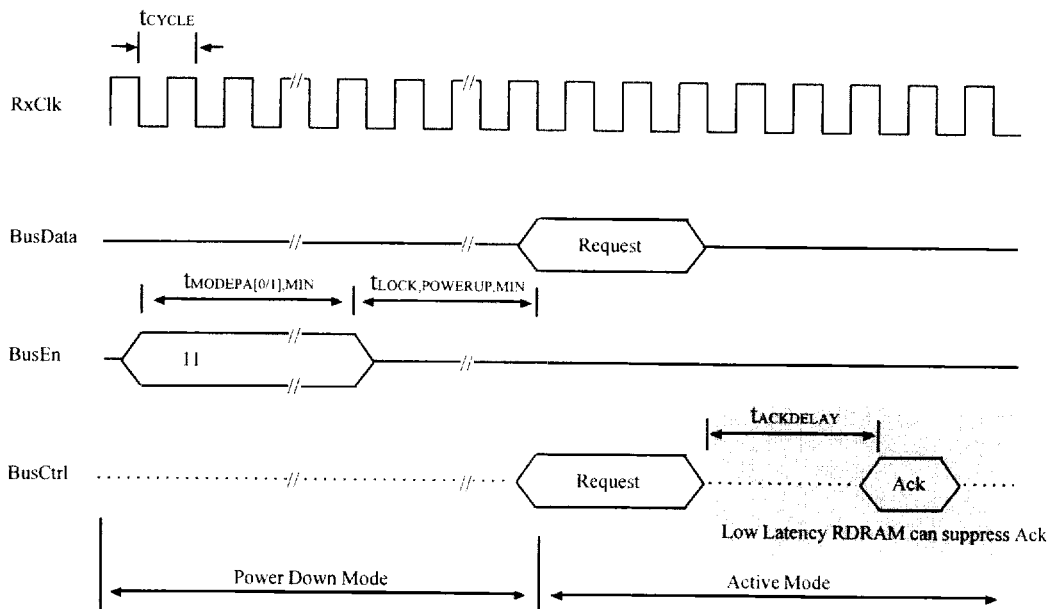 tCYCLE
RxClk
BusData
Request
tMODEPA[0/1],MIN
tLOCK,POWERUP,MIN
BusEn
11
tACKDELAY
BusCtrl
Request
Ack
Low Latency RDRAM can suppress Ack
Power Down Mode
Active Mode